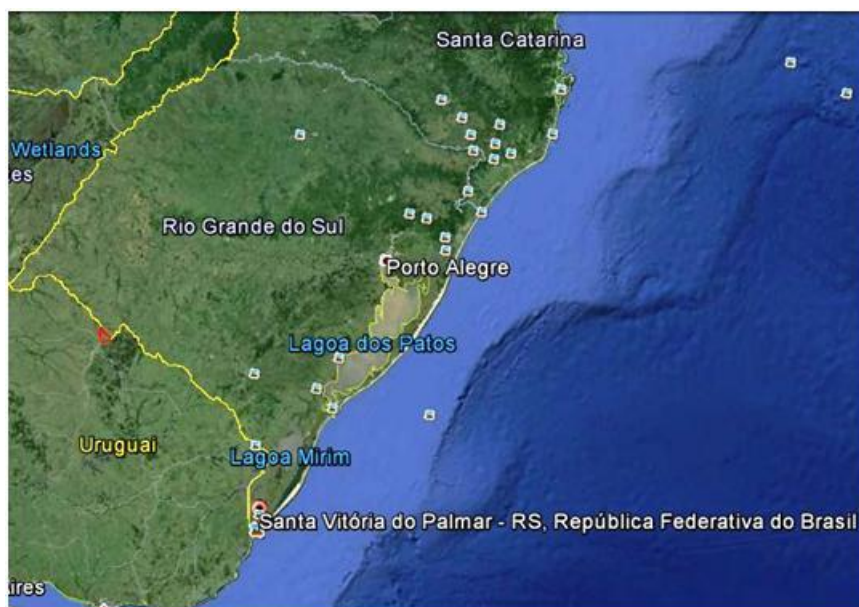 Santa Catarina
Wetlands
es
Rio Grande do Sul
Porto Alegre
Lagoa dos Patos
Uruguai
Lagoa Mirim
Santa Vitória do Palmar - RS, República Federativa do Brasil
ires